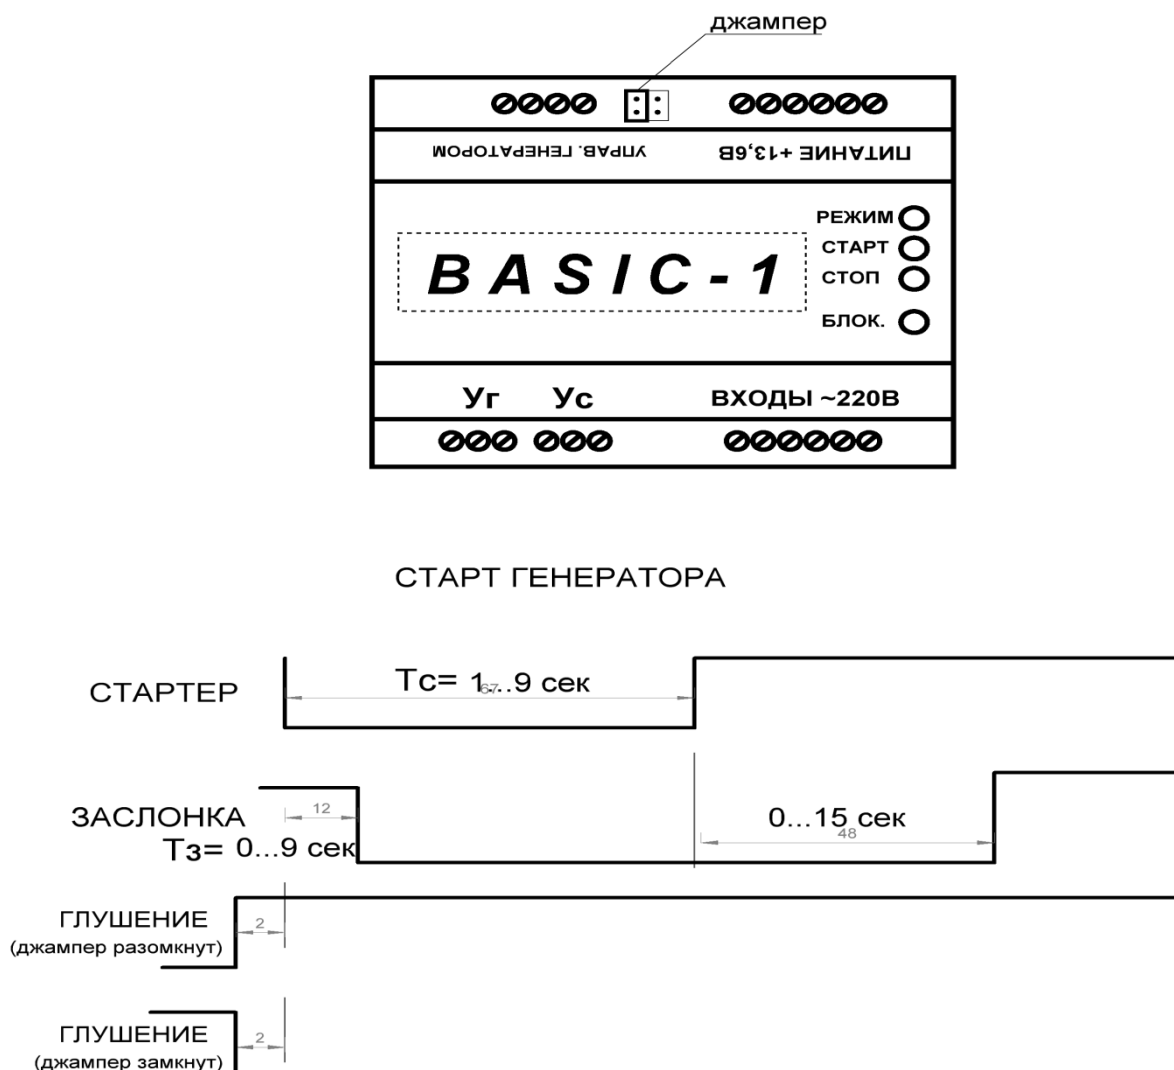 джампер
УПРАВ. ГЕНЕРАТОРОМ
ПИТАНИЕ +13,6В
РЕЖИМ
СТАРТ
BASIC-1
СТОП
БЛОК.
Уг Ус ВХОДЫ ~220В
СТАРТ ГЕНЕРАТОРА
СТАРТЕР
Тс= 1...9 сек
67
ЗАСЛОНКА
12
Тз= 0...9 сек
0...15 сек
48
ГЛУШЕНИЕ
(джампер разомкнут)
2
ГЛУШЕНИЕ
(джампер замкнут)
2